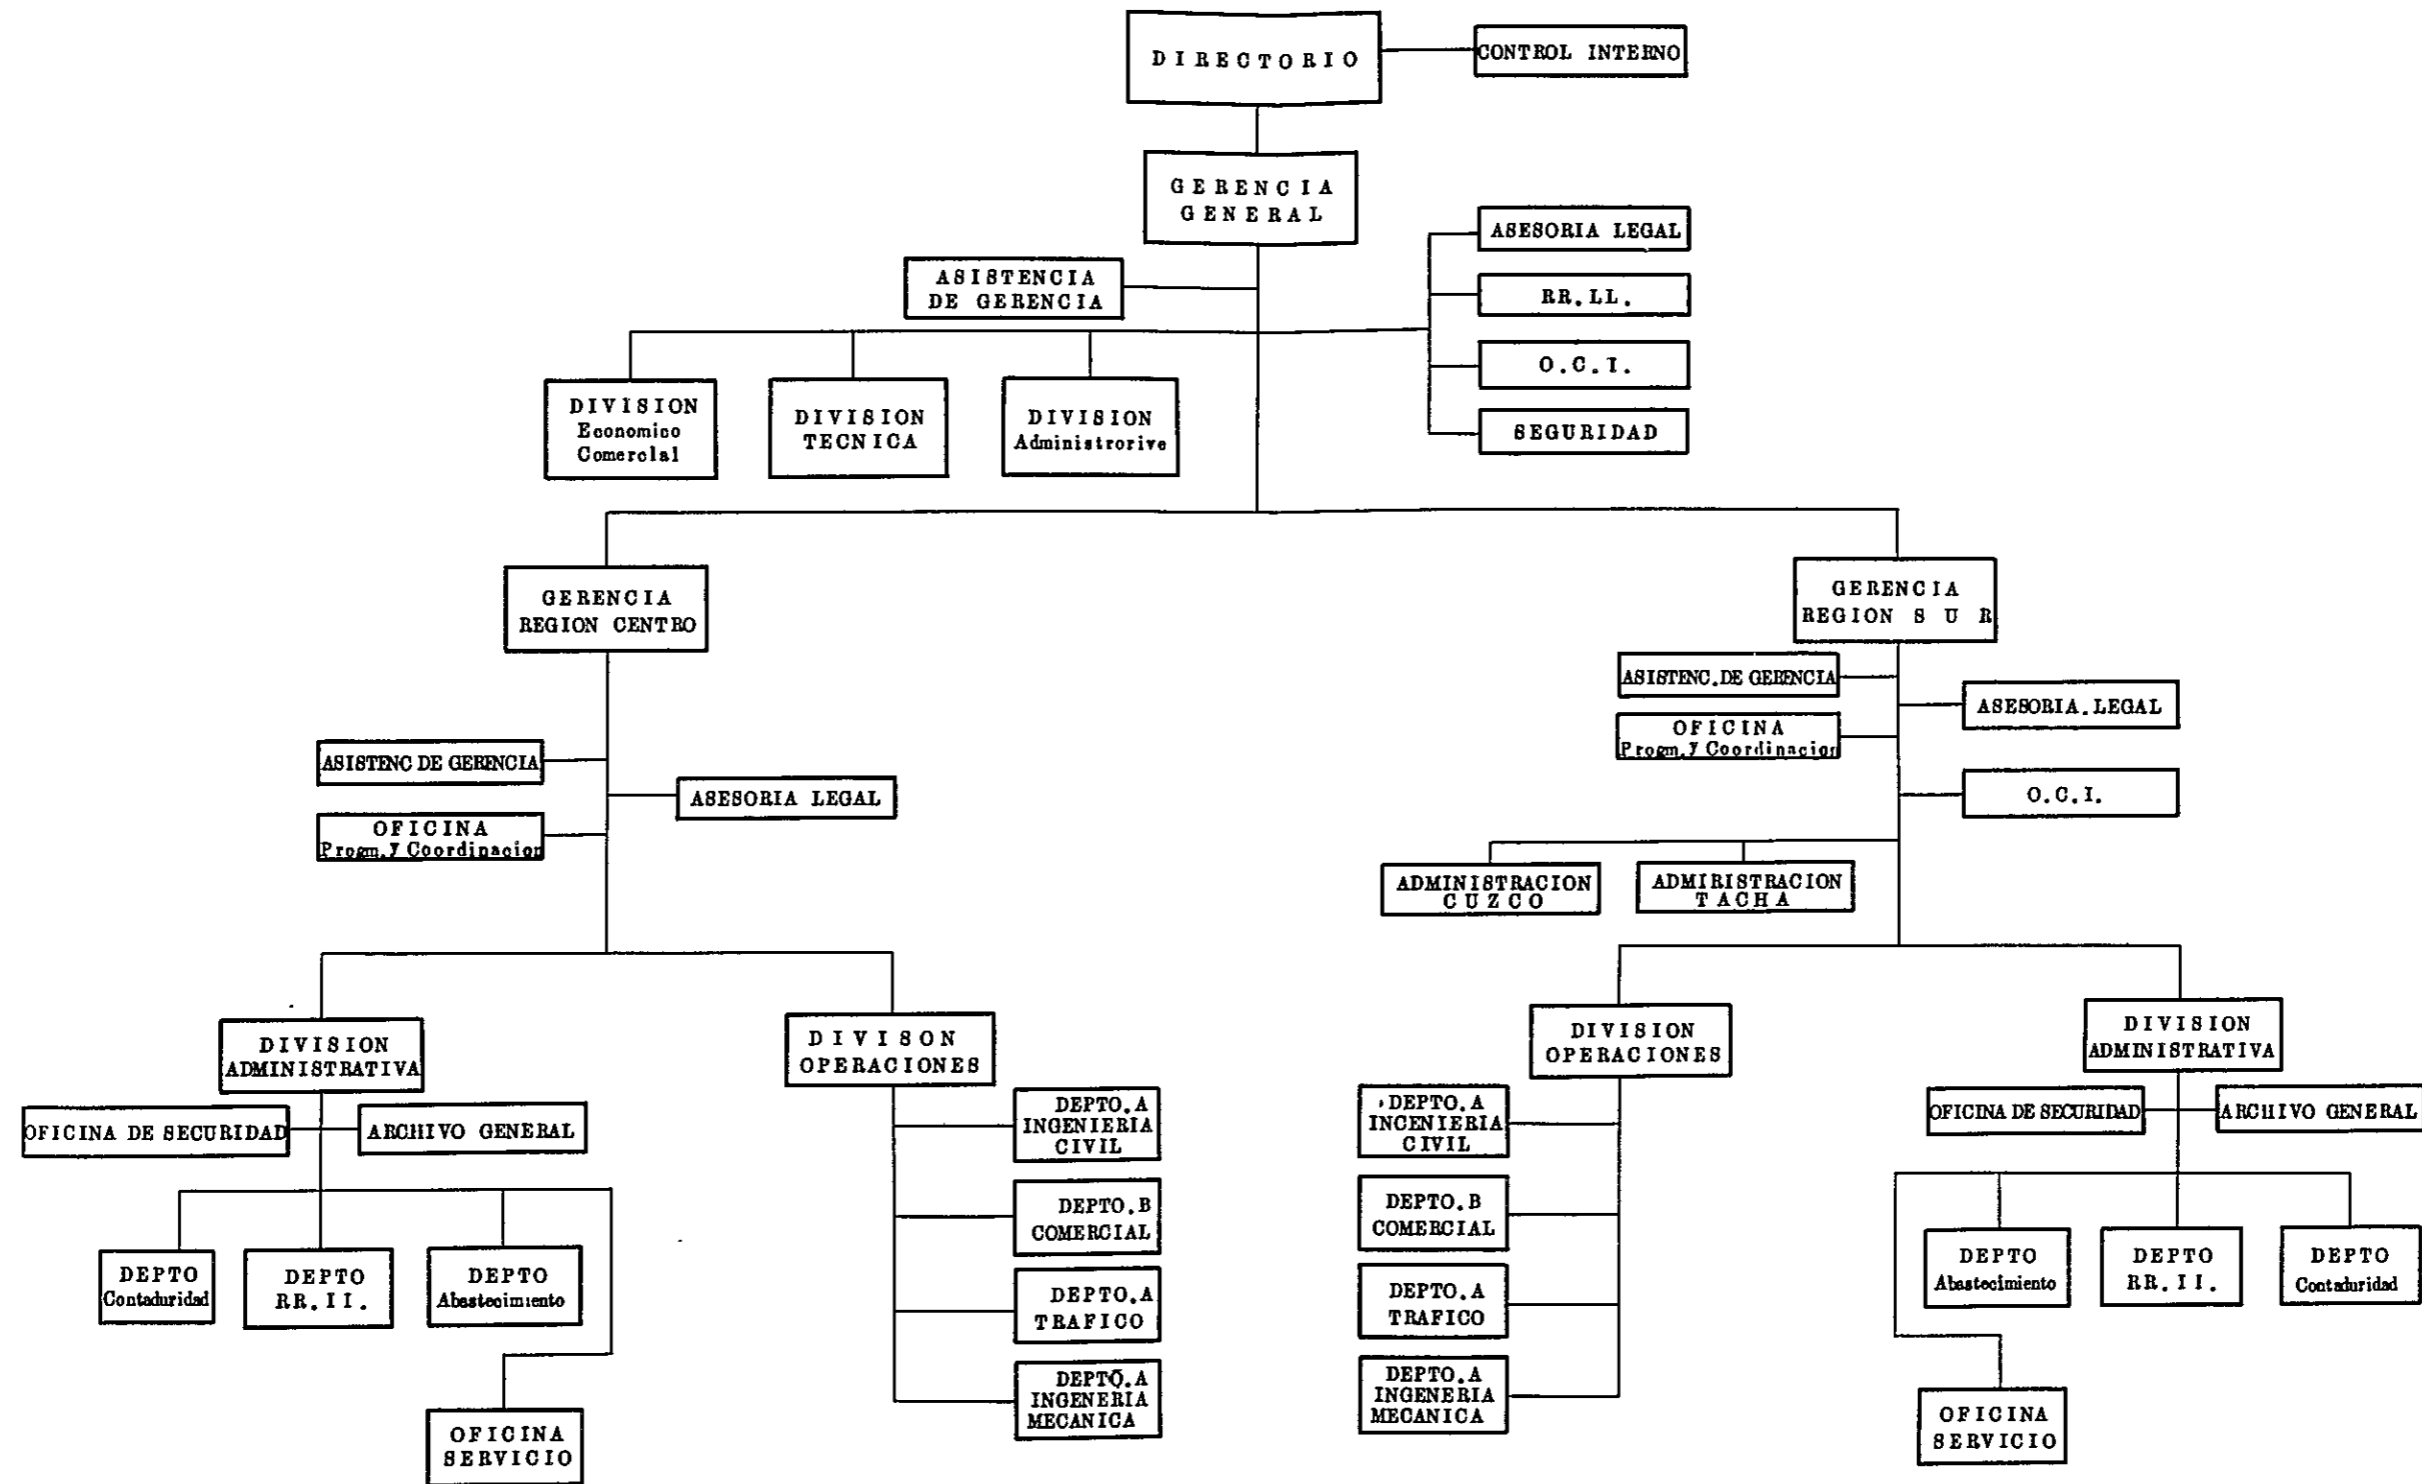 DIRECTORIO
CONTROL INTERNO
GERENCIA
GENERAL
ASESORIA LEGAL
ASISTENCIA
DE GERENCIA
RR.LL.
O.C.I.
SEGURIDAD
DIVISION
Economico
Comercial
DIVISION
TECNICA
DIVISION
Administrorive
GERENCIA
REGION CENTRO
GERENCIA
REGION S U R
ASISTENC DE GERENCIA
ASESORIA LEGAL
OFICINA
Progm.y Coordinacion
ASISTENC.DE GERENCIA
ASESORIA.LEGAL
OFICINA
Progm.y Coordinacion
O.C.I.
ADMINISTRACION
CUZCO
ADMIRISTRACION
TACHA
DIVISION
ADMINISTRATIVA
DIVISON
OPERACIONES
DIVISION
OPERACIONES
DIVISION
ADMINISTRATIVA
OFICINA DE SECURIDAD
ARCHIVO GENERAL
DEPTO.A
INGENIERIA
CIVIL
DEPTO.B
COMERCIAL
DEPTO.A
TRAFICO
DEPTO.A
INGENERIA
MECANICA
DEPTO
Contaduridad
DEPTO
RR.II.
DEPTO
Abastecimiento
OFICINA
SERVICIO
DEPTO.A
INCENIERIA
CIVIL
DEPTO.B
COMERCIAL
DEPTO.A
TRAFICO
DEPTO.A
INGENERIA
MECANICA
OFICINA DE SECURIDAD
ARCHIVO GENERAL
DEPTO
Abastecimiento
DEPTO
RR.II.
DEPTO
Contaduridad
OFICINA
SERVICIO